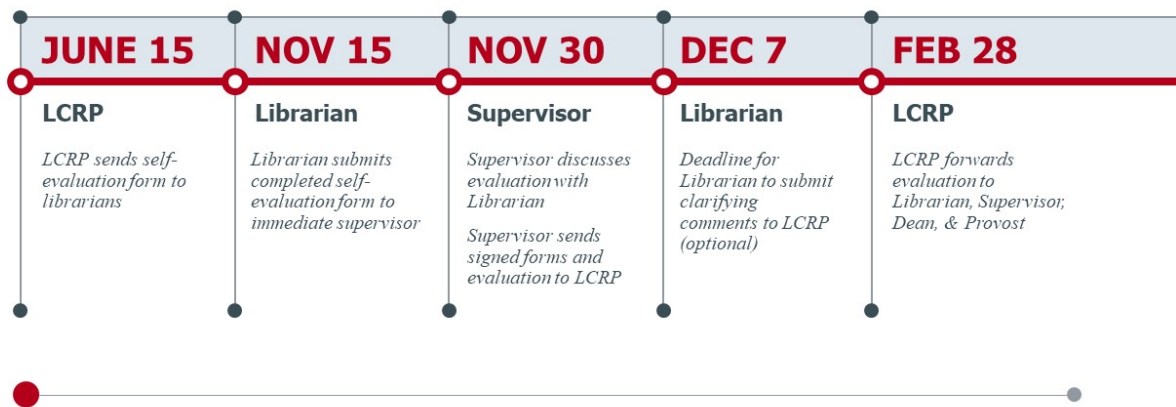 JUNE 15
NOV 15
NOV 30
DEC 7
FEB 28
LCRP
Librarian
Supervisor
Librarian
LCRP
LCRP sends self-
evaluation form to
librarians
Librarian submits
completed self-
evaluation form to
immediate supervisor
Supervisor discusses
evaluation with
Librarian
Supervisor sends
signed forms and
evaluation to LCRP
Deadline for
Librarian to submit
clarifying
comments to LCRP
(optional)
LCRP forwards
evaluation to
Librarian, Supervisor,
Dean, & Provost